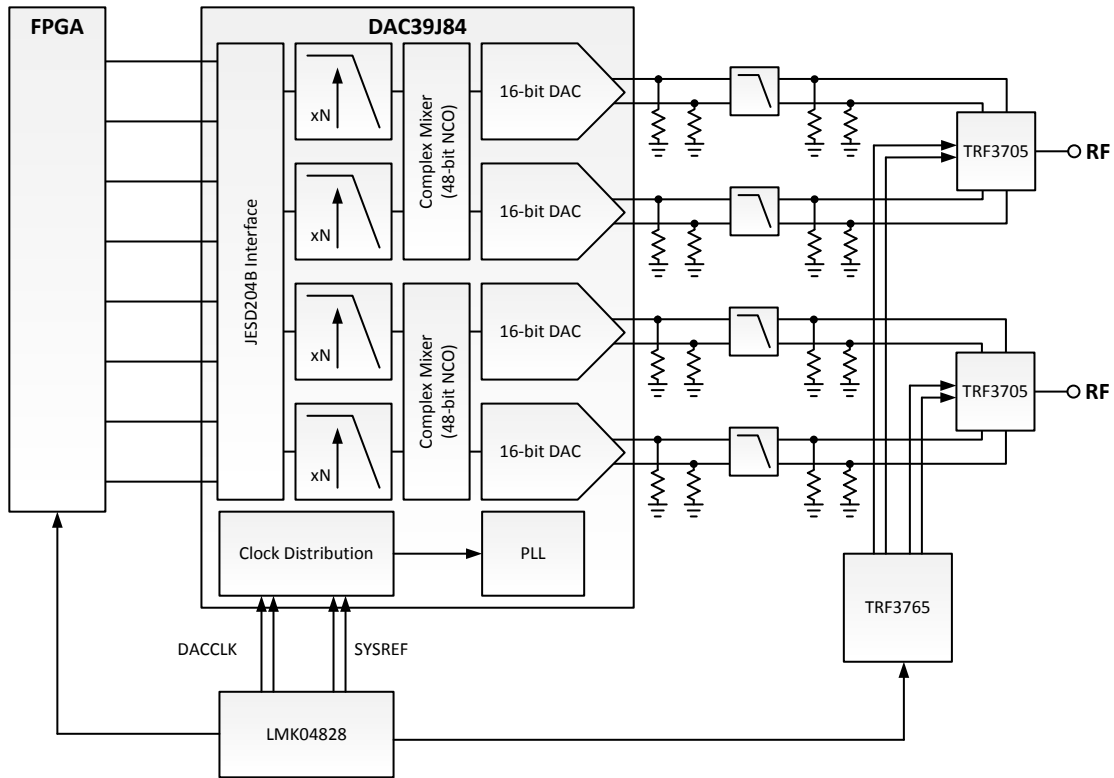 FPGA
DAC39J84
JESD204B Interface
xN
Complex Mixer
(48-bit NCO)
16-bit DAC
xN
16-bit DAC
TRF3705
RF
xN
Complex Mixer
(48-bit NCO)
16-bit DAC
xN
16-bit DAC
TRF3705
RF
Clock Distribution
PLL
TRF3765
DACCLK
SYSREF
LMK04828